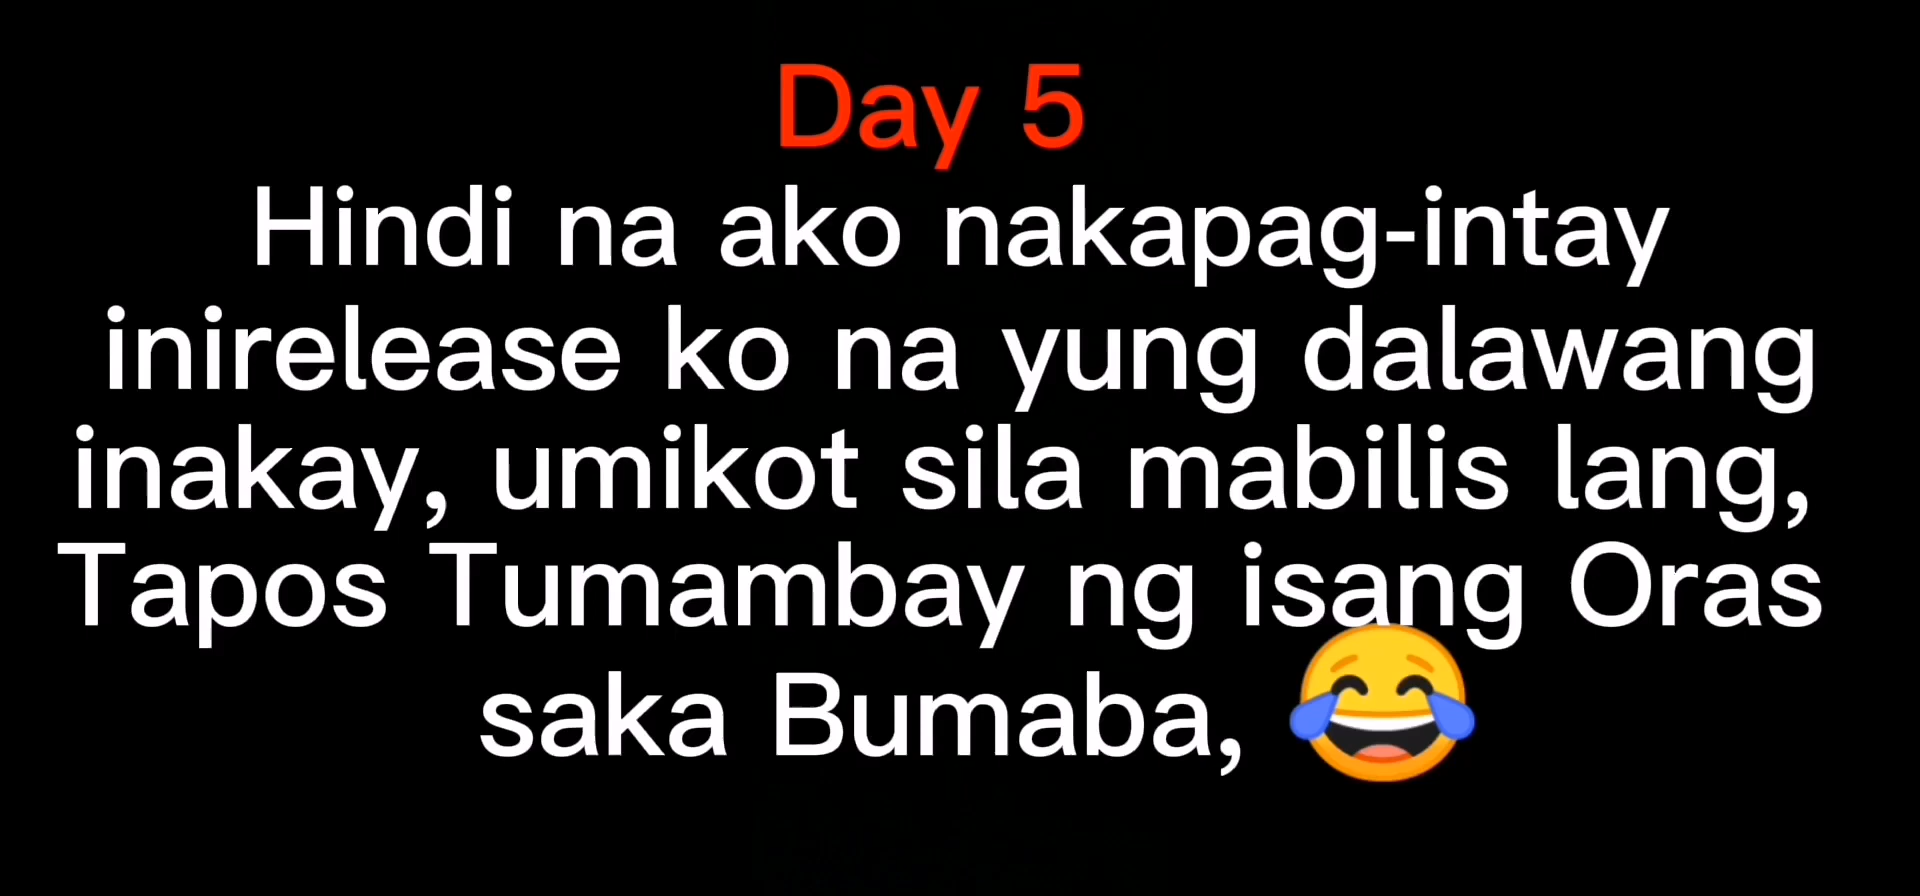 Day 5
Hindi na ako nakapag-intay
inirelease ko na yung dalawang
inakay, umikot sila mabilis lang,
Tapos Tumambay ng isang Oras
saka Bumaba, 😂